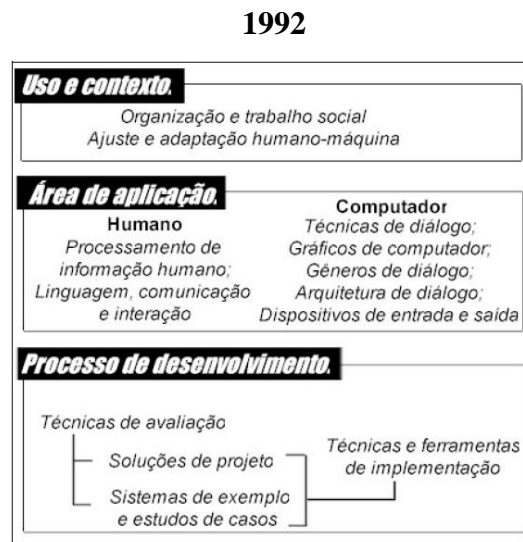 1992
Uso e contexto.
Organização e trabalho social
Ajuste e adaptação humano-máquina
Área de aplicação.
Humano
Processamento de
informação humano;
Linguagem, comunicação
e interação
Computador
Técnicas de diálogo;
Gráficos de computador;
Gêneros de diálogo;
Arquitetura de diálogo;
Dispositivos de entrada e saída
Processo de desenvolvimento.
Técnicas de avaliação
Soluções de projeto
Sistemas de exemplo
e estudos de casos
Técnicas e ferramentas
de implementação